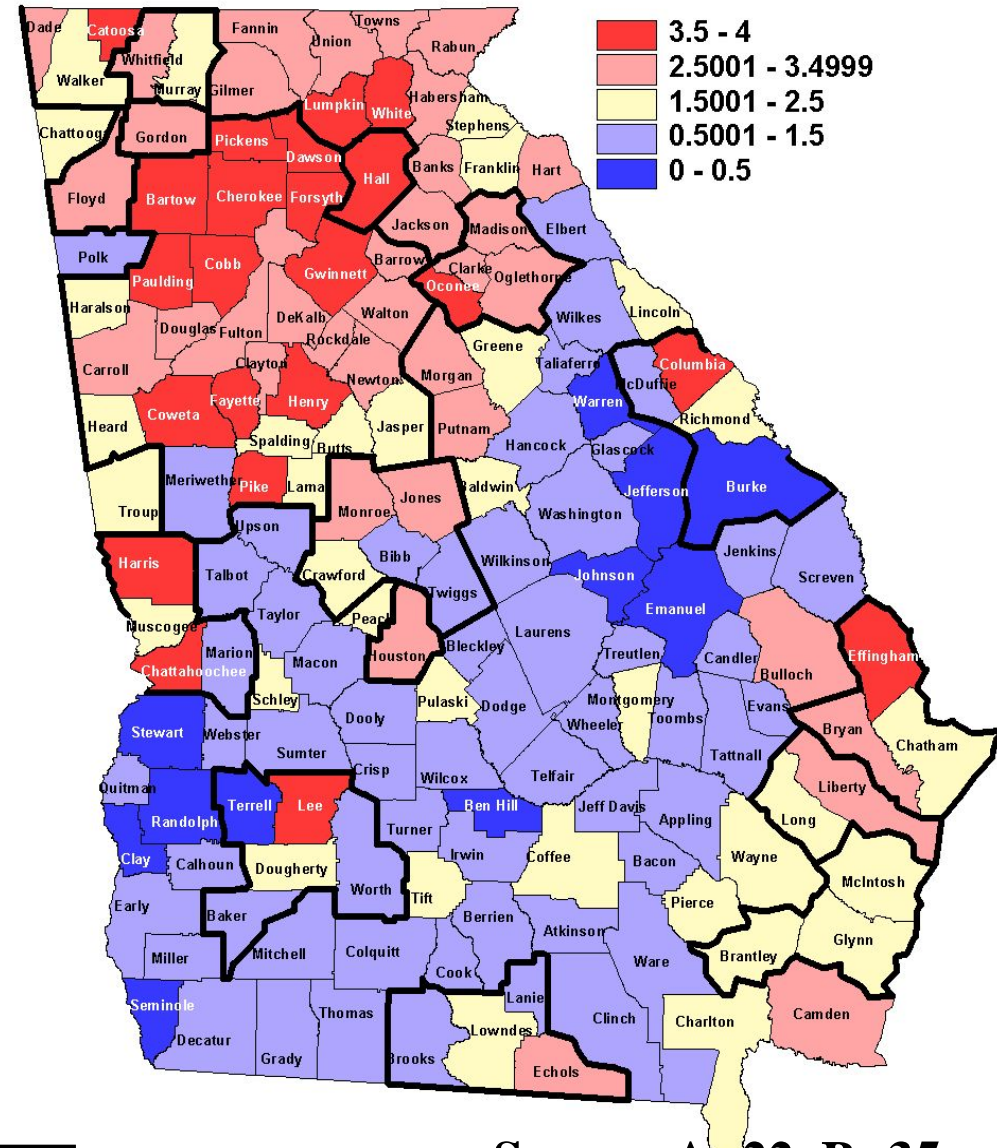 3.5 - 4
2.5001 - 3.4999
1.5001 - 2.5
0.5001 - 1.5
0 - 0.5
Dade
Catoosa
Fannin
Towns
Union
Rabun
Whitfield
Walker
Murray
Gilmer
Habersham
Lumpkin
White
Chattoog
Gordon
Pickens
Stephens
Dawson
Banks
Franklin
Hart
Hall
Floyd
Bartow
Cherokee
Forsyth
Jackson
Madison
Elbert
Polk
Cobb
Barrow
Clarke
Oglethorpe
Gwinnett
Paulding
Oconee
Haralson
DeKalb
Walton
Wilkes
Lincoln
Douglas
Fulton
Rockdale
Greene
Carroll
Clayton
Newton
Morgan
Taliaferro
Columbia
McDuffie
Coweta
Fayette
Henry
Warren
Richmond
Heard
Spalding
Butts
Jasper
Putnam
Hancock
Glascock
Meriwether
Pike
Lama
Jones
Baldwin
Jefferson
Burke
Troup
Monroe
Washington
Upson
Bibb
Wilkinson
Jenkins
Harris
Talbot
Crawford
Twiggs
Johnson
Screven
Emanuel
Muscogee
Taylor
Peach
Laurens
Marion
Macon
Houston
Bleckley
Treutlen
Candler
Bulloch
Effingham
Chattahoochee
Schley
Pulaski
Dodge
Montgomery
Evans
Stewart
Webster
Dooly
Wheeler
Toombs
Bryan
Chatham
Sumter
Tattnall
Quitman
Crisp
Wilcox
Telfair
Liberty
Terrell
Lee
Ben Hill
Jeff Davis
Long
Randolph
Turner
Appling
Clay
Calhoun
Dougherty
Irwin
Coffee
Bacon
Wayne
McIntosh
Early
Baker
Worth
Tift
Pierce
Berrien
Atkinson
Glynn
Miller
Mitchell
Colquitt
Cook
Ware
Brantley
Seminole
Lanie
Thomas
Clinch
Charlton
Camden
Decatur
Lowndes
Grady
Brooks
Echols